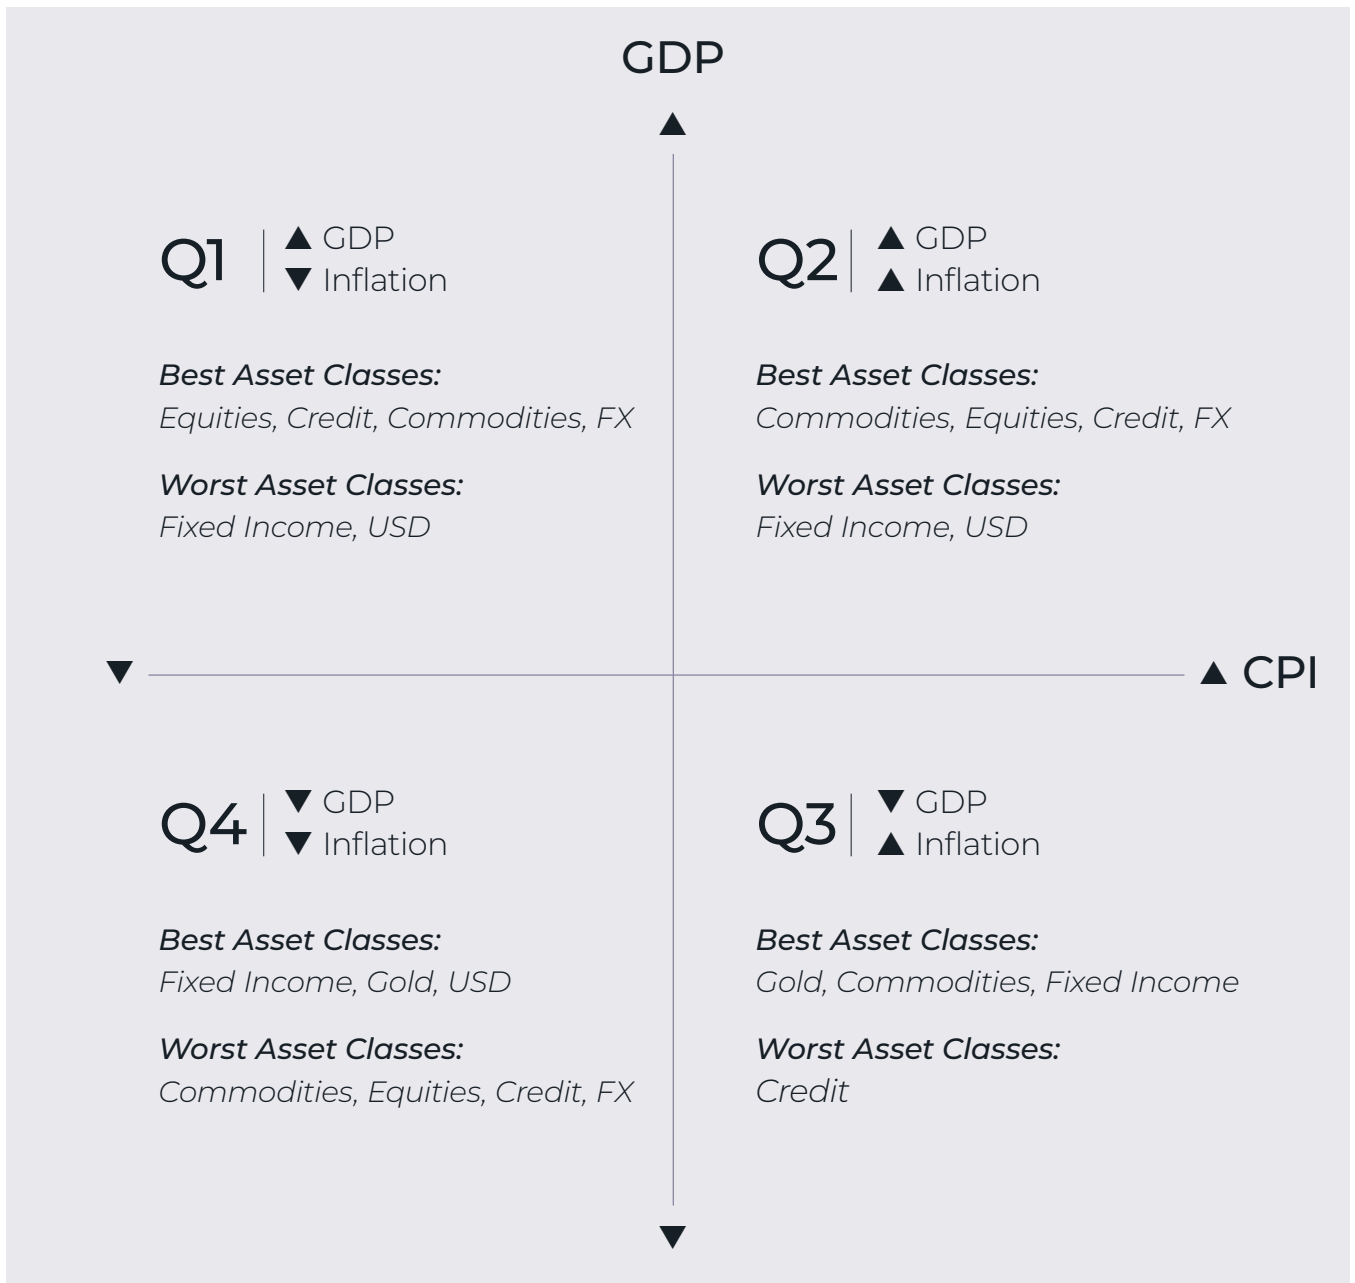 GDP
Q1
▲ GDP
▼ Inflation
Best Asset Classes:
Equities, Credit, Commodities, FX
Worst Asset Classes:
Fixed Income, USD
Q2
▲ GDP
▲ Inflation
Best Asset Classes:
Commodities, Equities, Credit, FX
Worst Asset Classes:
Fixed Income, USD
CPI
Q4
▼ GDP
▼ Inflation
Best Asset Classes:
Fixed Income, Gold, USD
Worst Asset Classes:
Commodities, Equities, Credit, FX
Q3
▼ GDP
▲ Inflation
Best Asset Classes:
Gold, Commodities, Fixed Income
Worst Asset Classes:
Credit